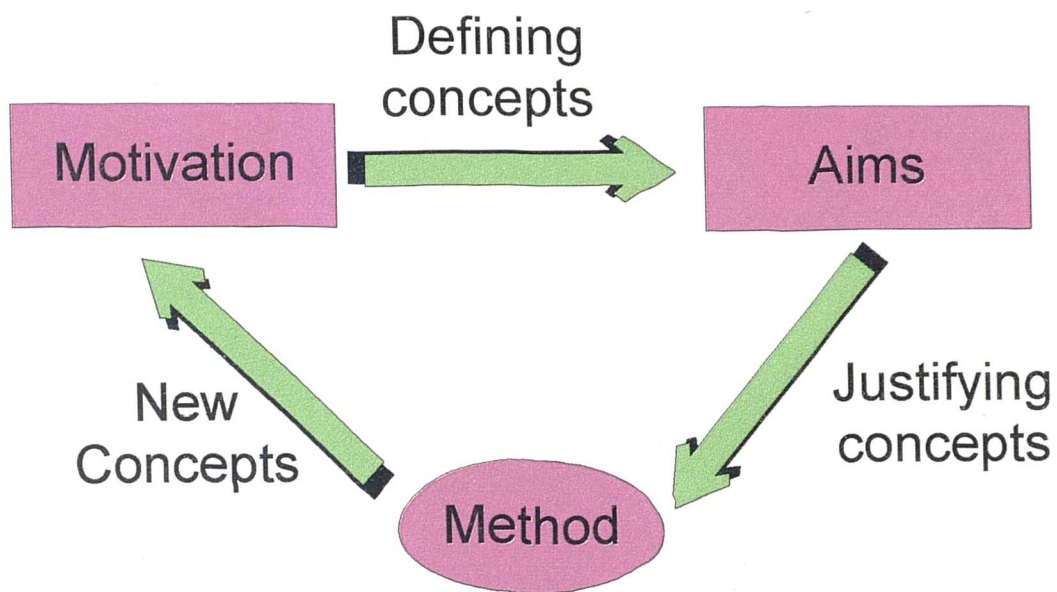 Defining
concepts
Motivation
Aims
Justifying
concepts
New
Concepts
Method